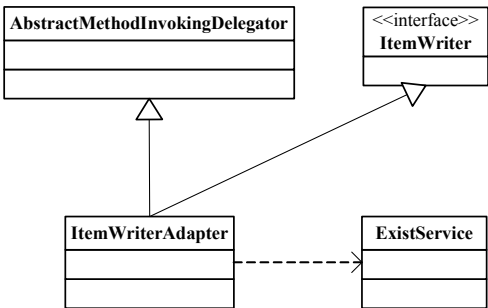 AbstractMethodInvokingDelegator
<<interface>>
ItemWriter
ItemWriterAdapter
ExistService